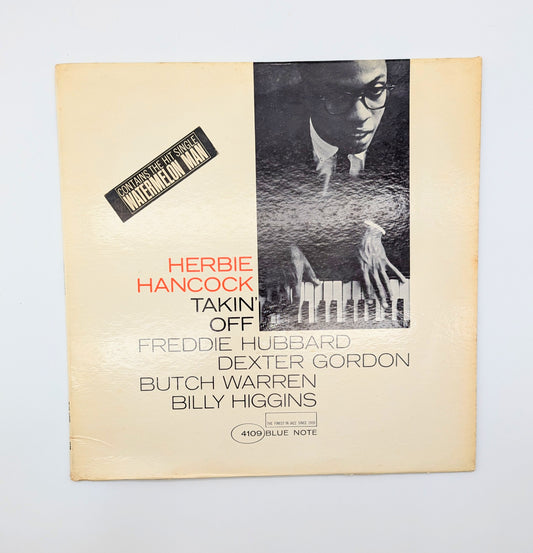 CONTAINS THE HIT SINGLE
WATERMELON MAN
HERBIE
HANCOCK
TAKIN'
OFF
FREDDIE HUBBARD
DEXTER GORDON
BUTCH WARREN
BILLY HIGGINS
THE FINEST IN JAZZ SINCE 1939
4109 BLUE NOTE